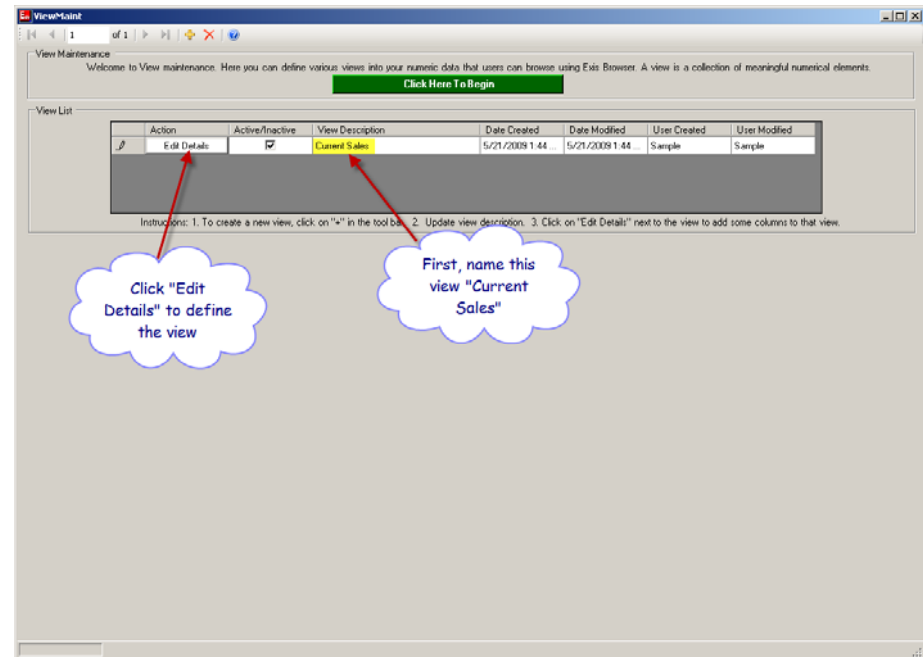 ViewMaint
1 of 1
View Maintenance
Welcome to View maintenance. Here you can define various views into your numeric data that users can browse using Exis Browser. A view is a collection of meaningful numerical elements.
Click Here To Begin
View List
Action Active/Inactive View Description Date Created Date Modified User Created User Modified
Edit Details Current Sales 5/21/2009 1:44 ... 5/21/2009 1:44 ... Sample Sample
Instructions: 1. To create a new view, click on "+" in the tool bar. 2. Update view description. 3. Click on "Edit Details" next to the view to add some columns to that view.
First, name this
view "Current
Sales"
Click "Edit
Details" to define
the view